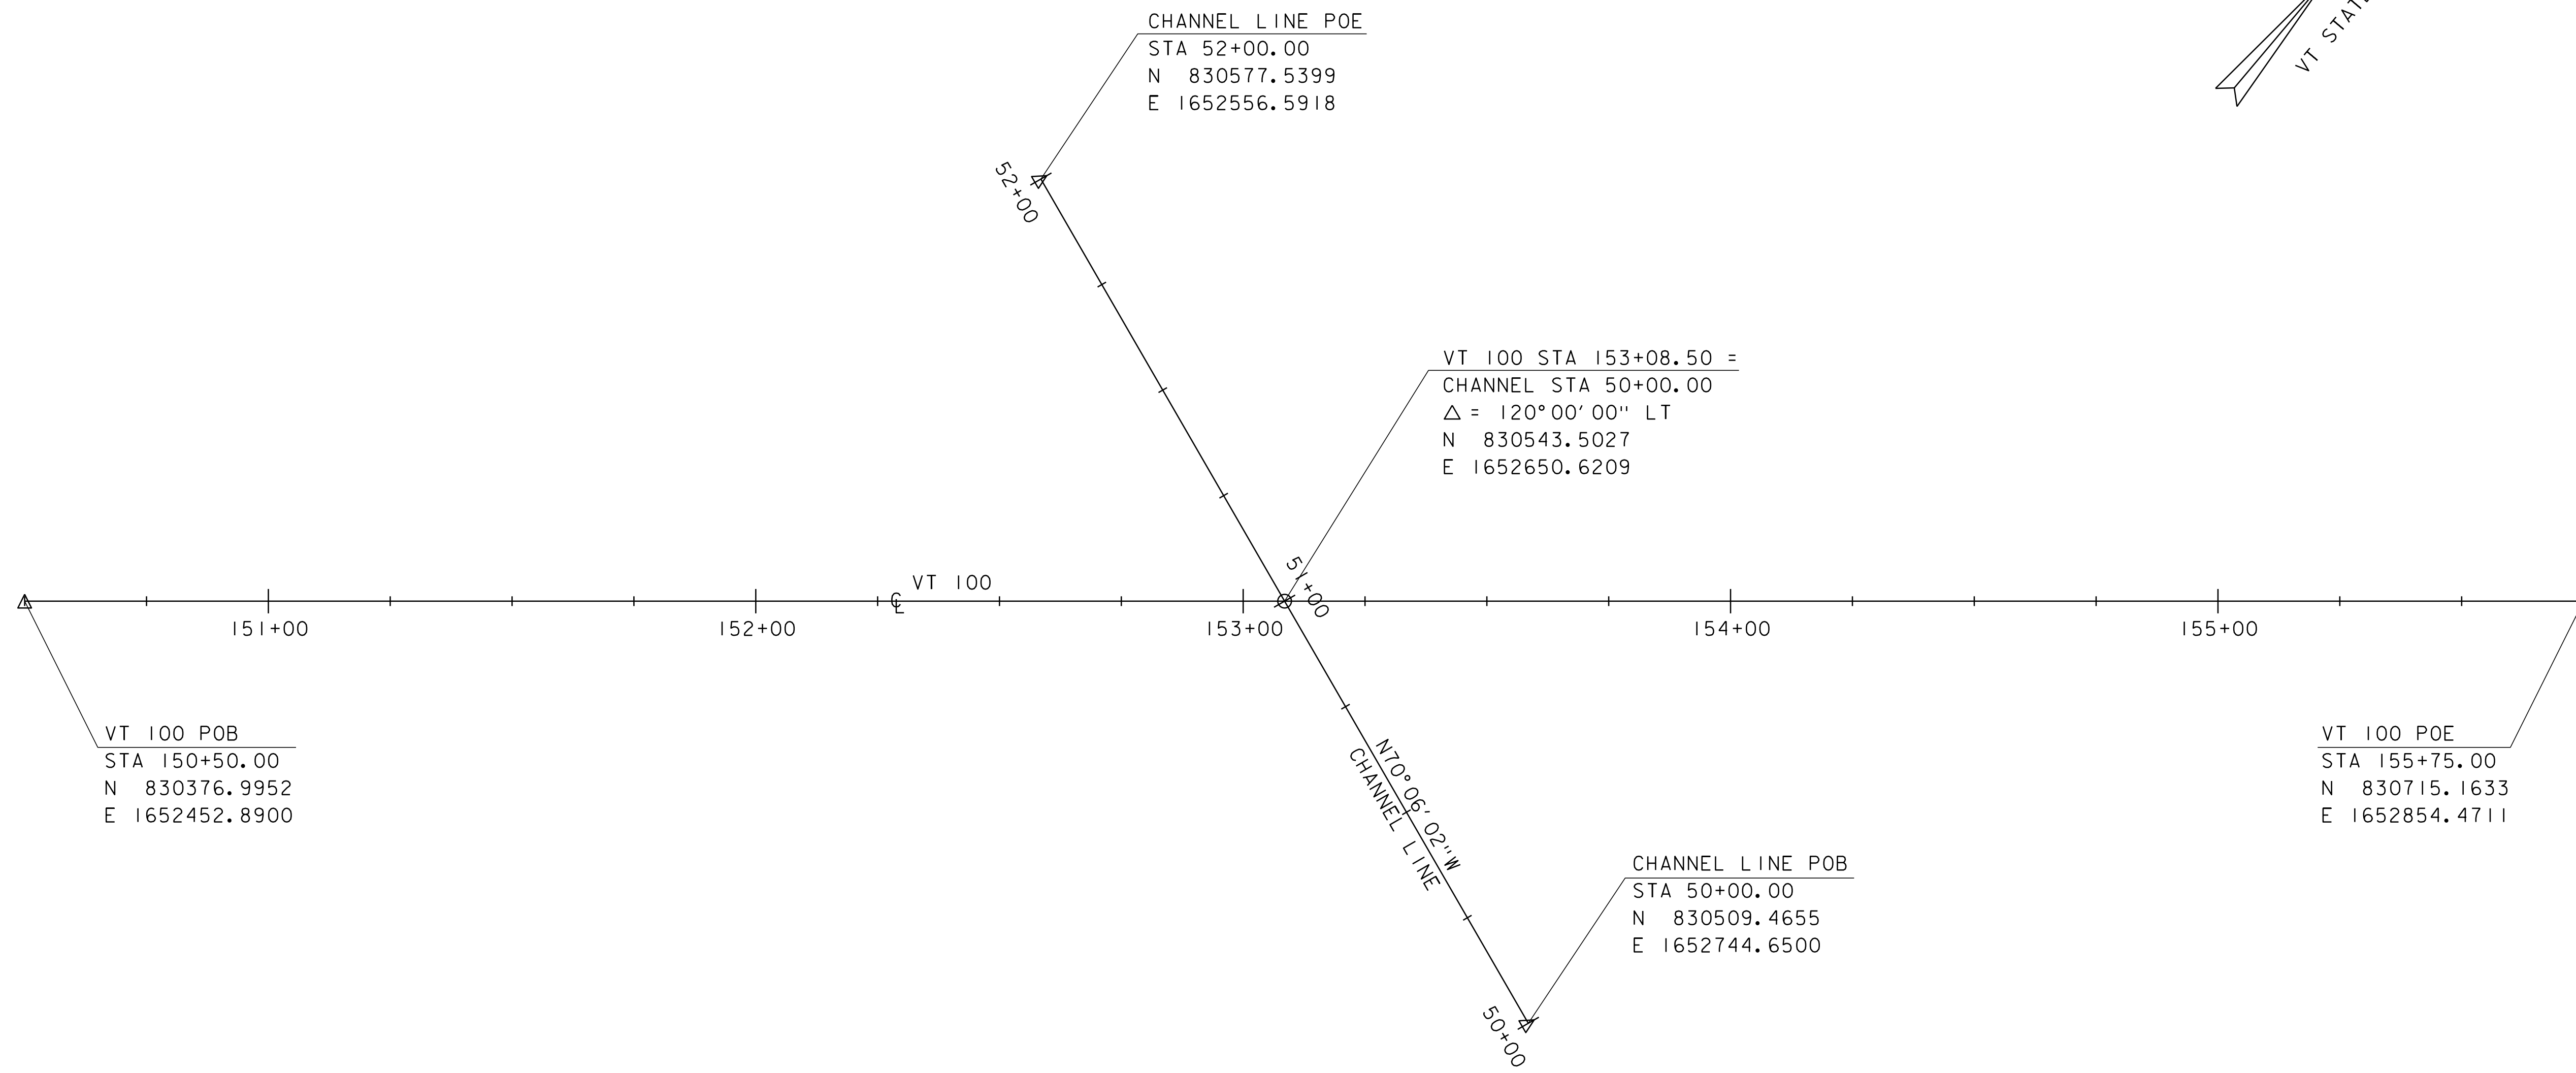 CHANNEL LINE POE
STA 52+00.00
N 830577.5399
E 1652556.5918
VT STATE
52+00
VT 100 STA 153+08.50 =
CHANNEL STA 50+00.00
△ = 120°00'00" LT
N 830543.5027
E 1652650.6209
51+00
℄ VT 100
151+00
152+00
153+00
154+00
155+00
VT 100 POB
STA 150+50.00
N 830376.9952
E 1652452.8900
N70°06'02"W
CHANNEL LINE
VT 100 POE
STA 155+75.00
N 830715.1633
E 1652854.4711
CHANNEL LINE POB
STA 50+00.00
N 830509.4655
E 1652744.6500
50+00